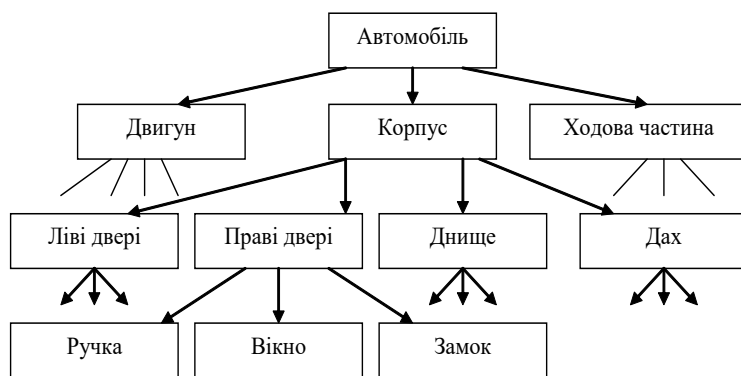 Автомобіль
Двигун
Корпус
Ходова частина
Ліві двері
Праві двері
Днище
Дах
Ручка
Вікно
Замок